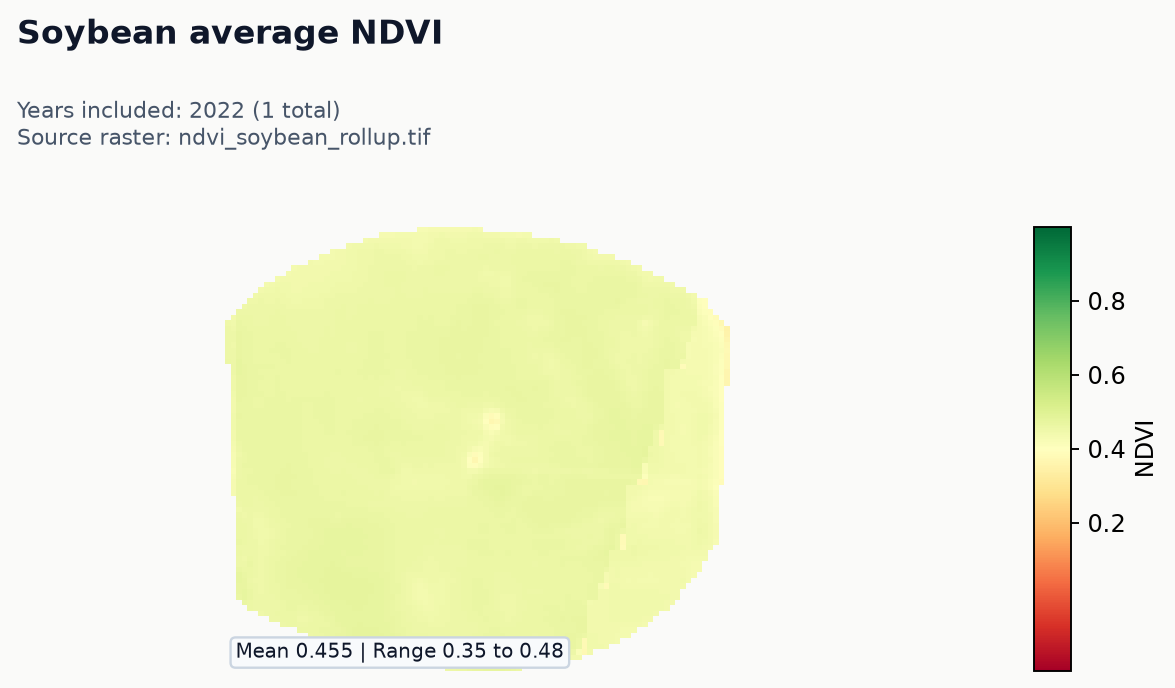 Soybean average NDVI
Years included: 2022 (1 total)
Source raster: ndvi_soybean_rollup.tif
0.8
0.6
0.4
0.2
NDVI
Mean 0.455 | Range 0.35 to 0.48